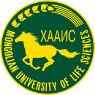 ХААИС
MONGOLIAN UNIVERSITY OF LIFE SCIENCES